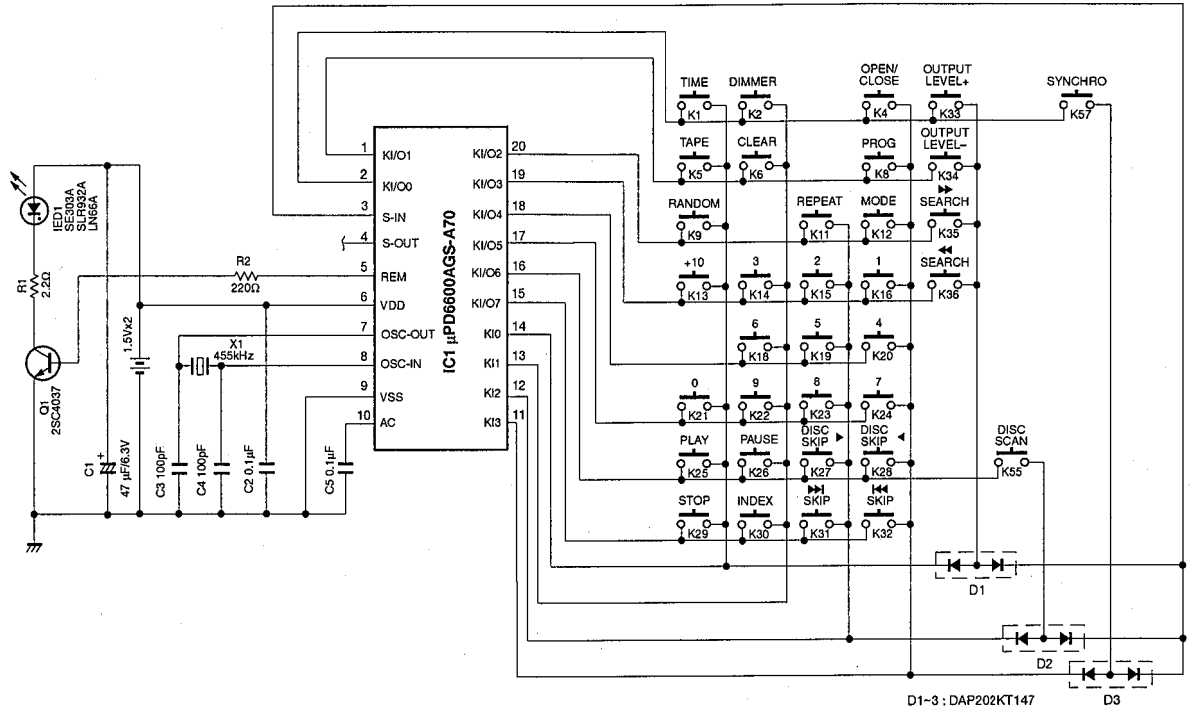 TIME
DIMMER
OPEN/
CLOSE
OUTPUT
LEVEL+
SYNCHRO
K1
K2
K4
K33
K57
TAPE
CLEAR
PROG
OUTPUT
LEVEL–
K5
K6
K8
K34
RANDOM
REPEAT
MODE
▶▶
SEARCH
K9
K11
K12
K35
+10
3
2
1
◀◀
SEARCH
K13
K14
K15
K16
K36
6
5
4
K18
K19
K20
0
9
8
7
K21
K22
K23
K24
PLAY
PAUSE
DISC
SKIP ▶
DISC
SKIP ◀
DISC
SCAN
K25
K26
K27
K28
K55
STOP
INDEX
▶▶|
SKIP
|◀◀
SKIP
K29
K30
K31
K32
D1
D2
D3
D1~3 : DAP202KT147
IC1 µPD6600AGS-A70
1 KI/O1
2 KI/O0
3 S-IN
4 S-OUT
5 REM
6 VDD
7 OSC-OUT
8 OSC-IN
9 VSS
10 AC
KI/O2 20
KI/O3 19
KI/O4 18
KI/O5 17
KI/O6 16
KI/O7 15
KI0 14
KI1 13
KI2 12
KI3 11
IED1
SE303A
SLR932A
LN66A
R1
2.2Ω
R2
220Ω
1.5Vx2
X1
455kHz
Q1
2SC4037
C1
+
47 µF/6.3V
C3 100pF
C4 100pF
C2 0.1µF
C5 0.1µF